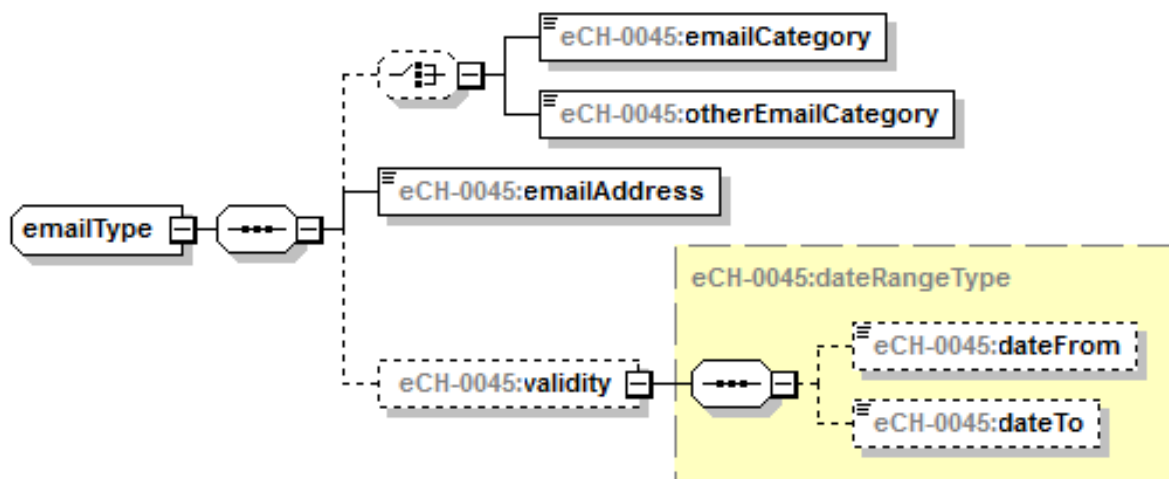 eCH-0045:emailCategory
eCH-0045:otherEmailCategory
eCH-0045:emailAddress
emailType
eCH-0045:dateRangeType
eCH-0045:dateFrom
eCH-0045:validity
eCH-0045:dateTo